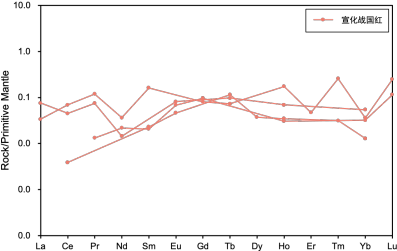 10.0
宣化战国红
1.0
0.1
0.0
0.0
0.0
Rock/Primitive Mantle
La Ce Pr Nd Sm Eu Gd Tb Dy Ho Er Tm Yb Lu